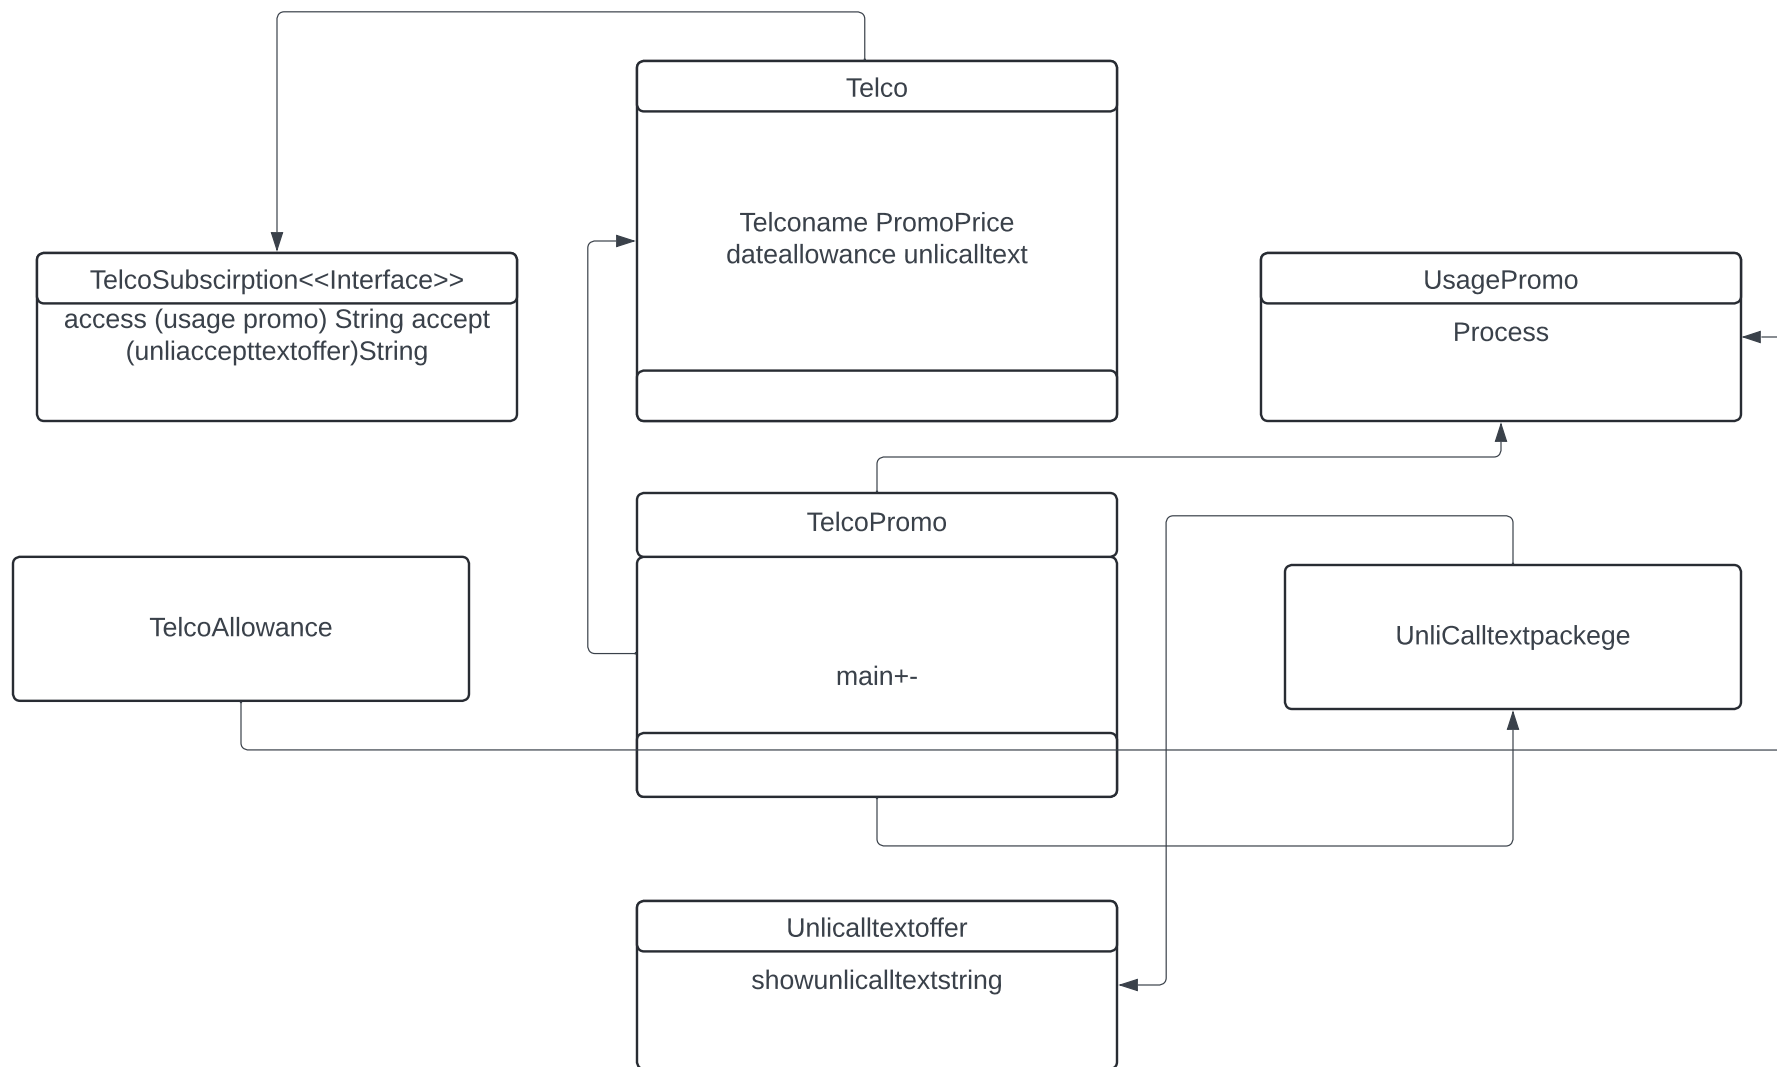 Telco
Telconame PromoPrice
dateallowance unlicalltext
TelcoSubscirption<<Interface>>
access (usage promo) String accept
(unliaccepttextoffer)String
UsagePromo
Process
TelcoPromo
main+-
TelcoAllowance
UnliCalltextpackege
Unlicalltextoffer
showunlicalltextstring